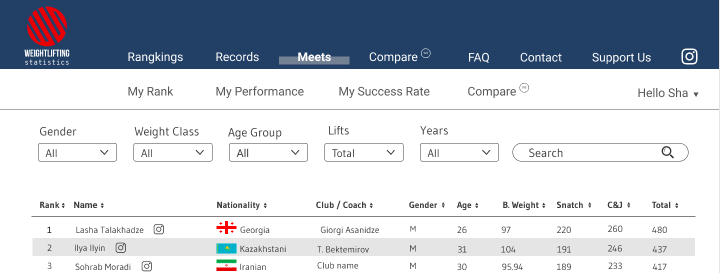 WEIGHTLIFTING
statistics
Rangkings Records Meets Compare FAQ Contact Support Us
My Rank My Performance My Success Rate Compare Hello Sha
Gender Weight Class Age Group Lifts Years
All All All Total All Search
Rank Name Nationality Club / Coach Gender Age B. Weight Snatch C&J Total
1 Lasha Talakhadze Georgia Giorgi Asanidze M 26 97 220 260 480
2 Ilya Ilyin Kazakhstani T. Bektemirov M 31 104 191 246 437
3 Sohrab Moradi Iranian Club name M 30 95.94 189 233 417